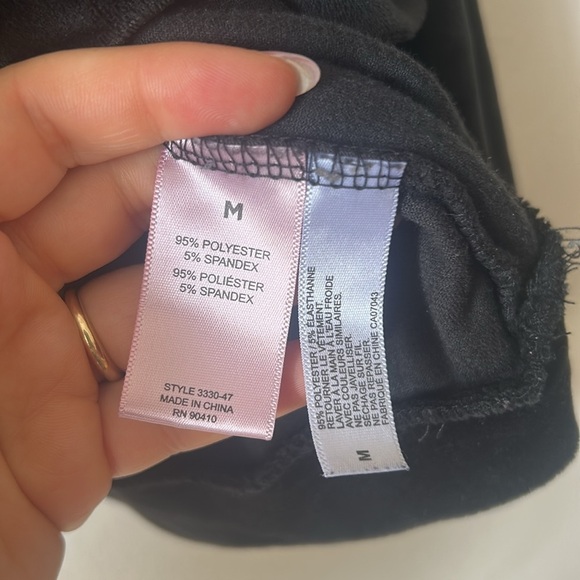 M
95% POLYESTER
5% SPANDEX
95% POLIÉSTER
5% SPANDEX
STYLE 3330-47
MADE IN CHINA
RN 90410
95% POLYESTER / 5% ELASTHANNE
RETOURNER LE VÊTEMENT
LAVER À LA MAIN À L'EAU FROIDE
AVEC COULEURS SIMILAIRES.
NE PAS JAVELLISER.
SÉCHAGE SUR FIL
NE PAS REPASSER.
FABRIQUÉ EN CHINE CA07043
M